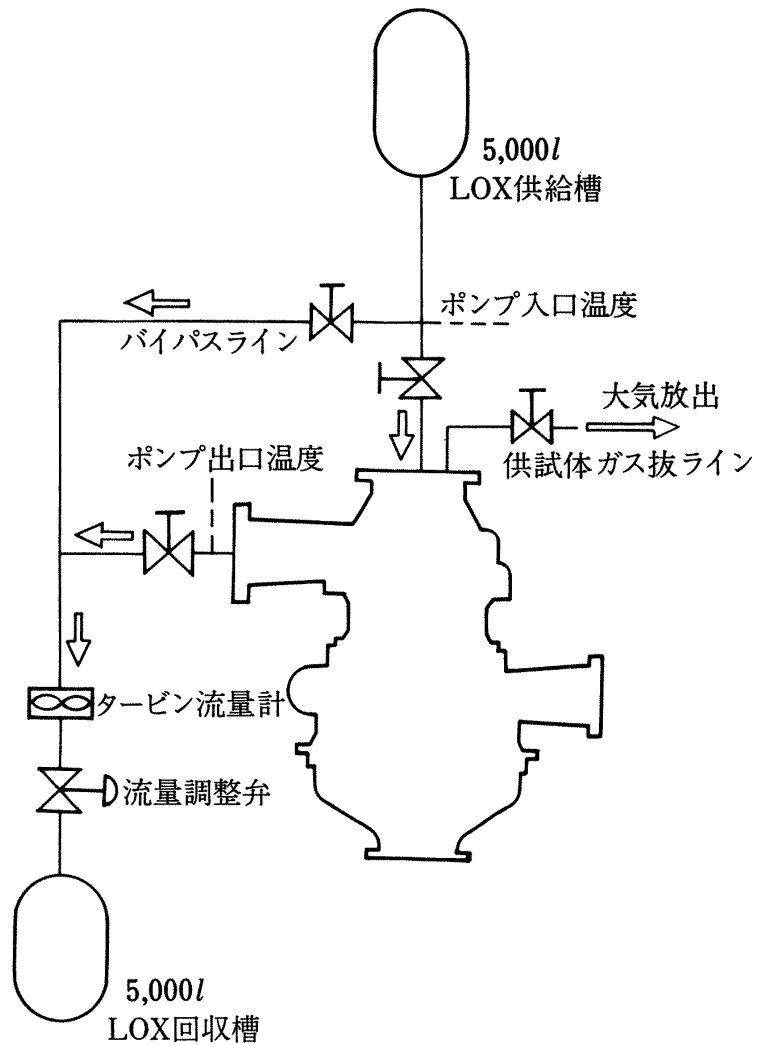 5,000l
LOX供給槽
ポンプ入口温度
バイパスライン
大気放出
供試体ガス抜ライン
ポンプ出口温度
タービン流量計
流量調整弁
5,000l
LOX回収槽